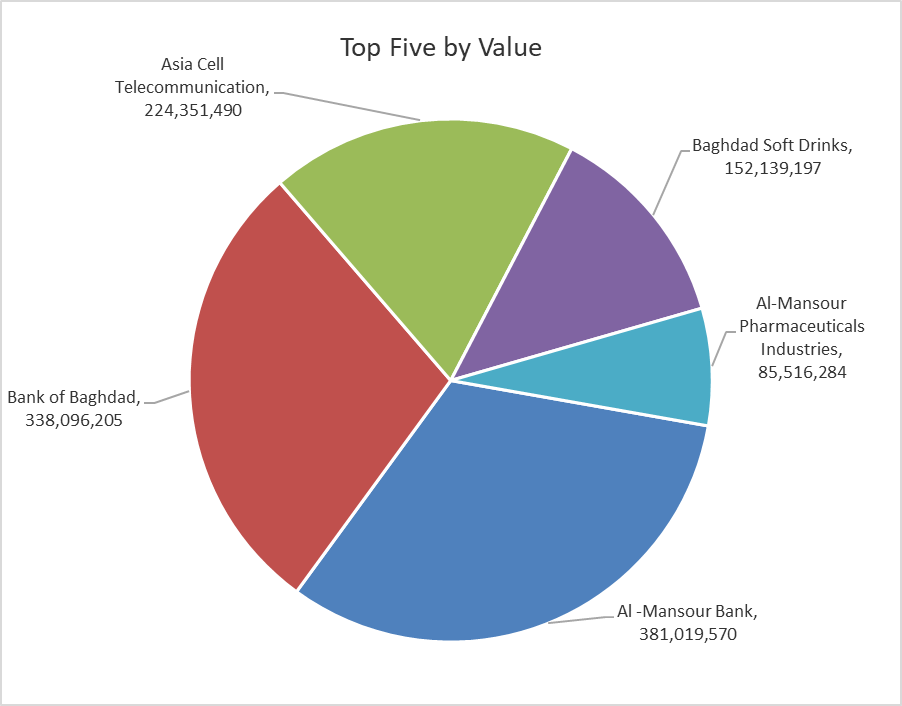 Top Five by Value
Asia Cell
Telecommunication,
224,351,490
Baghdad Soft Drinks,
152,139,197
Al-Mansour
Pharmaceuticals
Industries,
85,516,284
Bank of Baghdad,
338,096,205
Al -Mansour Bank,
381,019,570